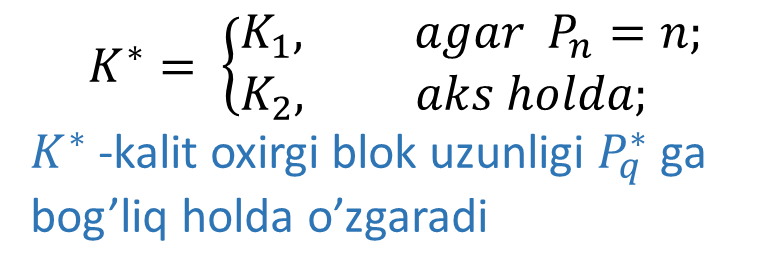 K* = { K₁, agar Pₙ = n;
K₂, aks holda;
K* -kalit oxirgi blok uzunligi P*_q ga
bog’liq holda o’zgaradi